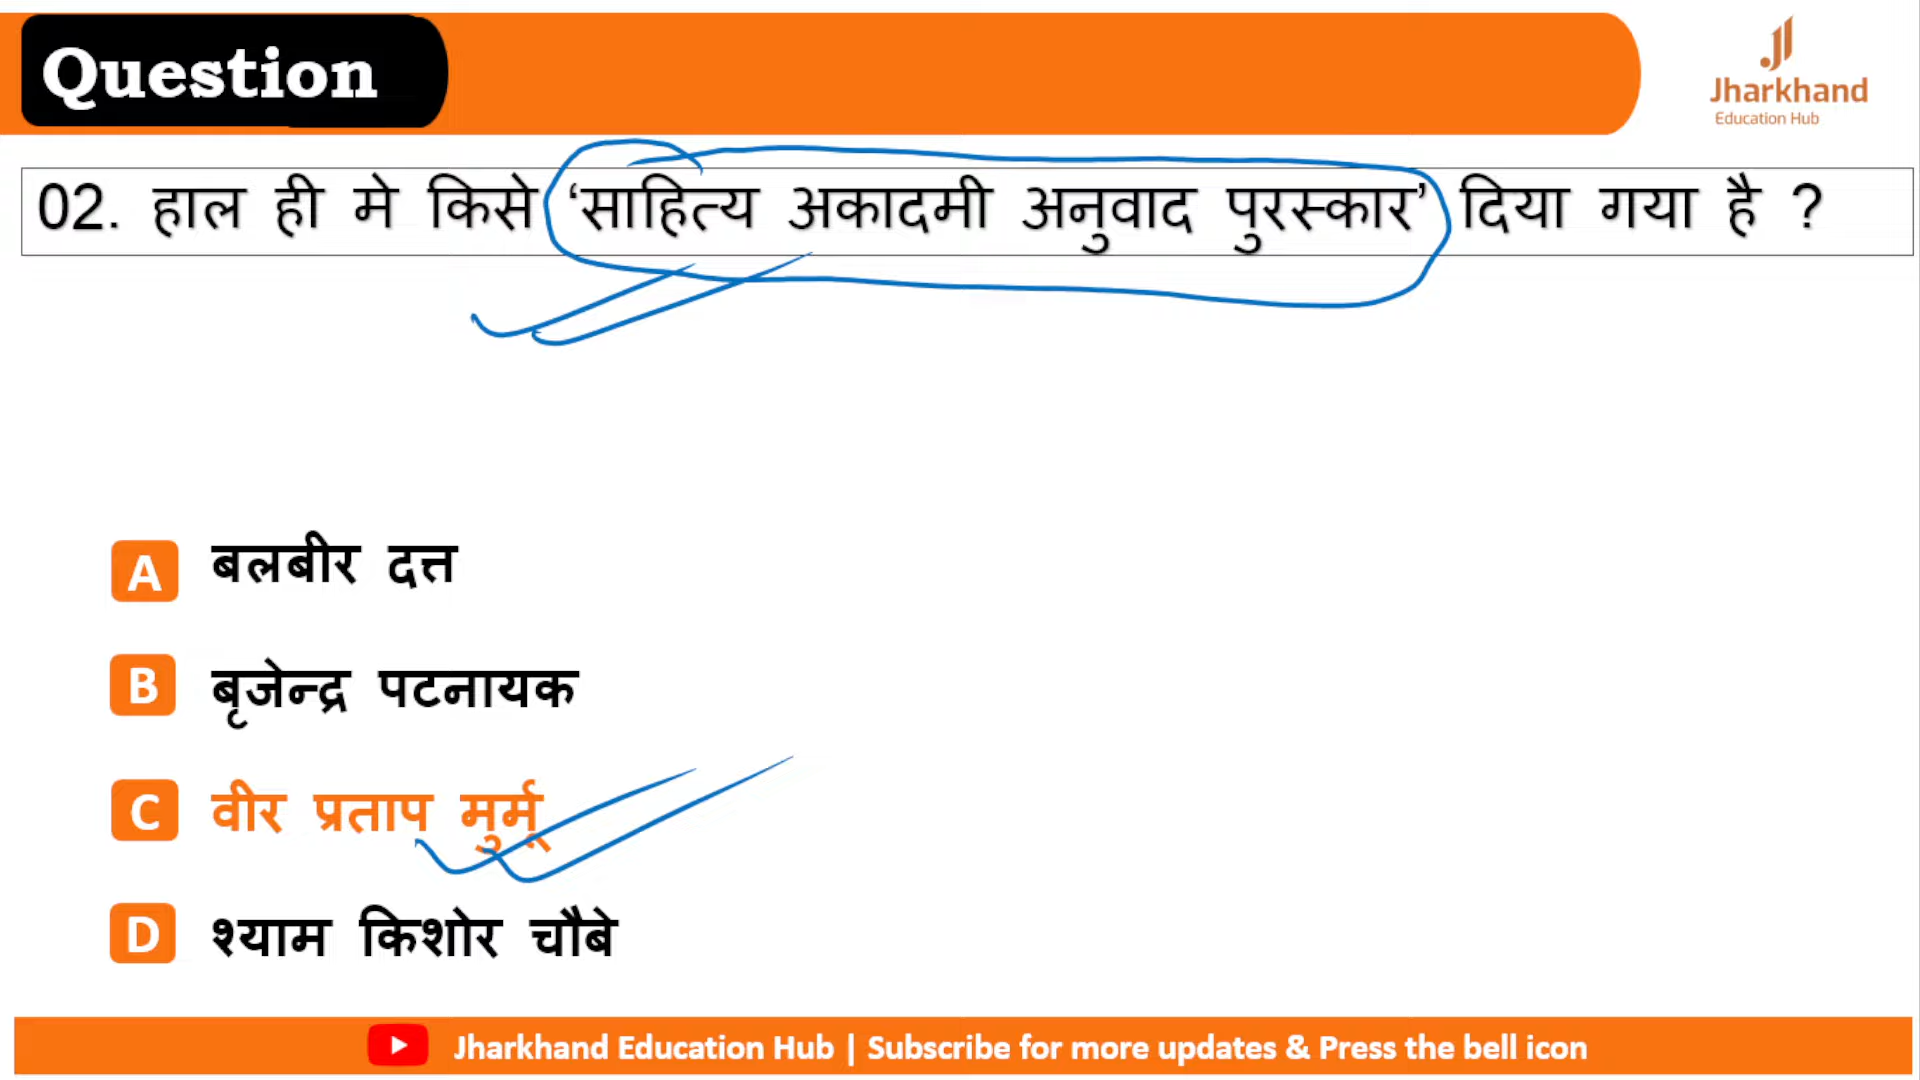 Question
Jharkhand
Education Hub
02. हाल ही मे किसे ‘साहित्य अकादमी अनुवाद पुरस्कार’ दिया गया है ?
A बलबीर दत्त
B बृजेन्द्र पटनायक
C वीर प्रताप मुर्मू
D श्याम किशोर चौबे
Jharkhand Education Hub | Subscribe for more updates & Press the bell icon